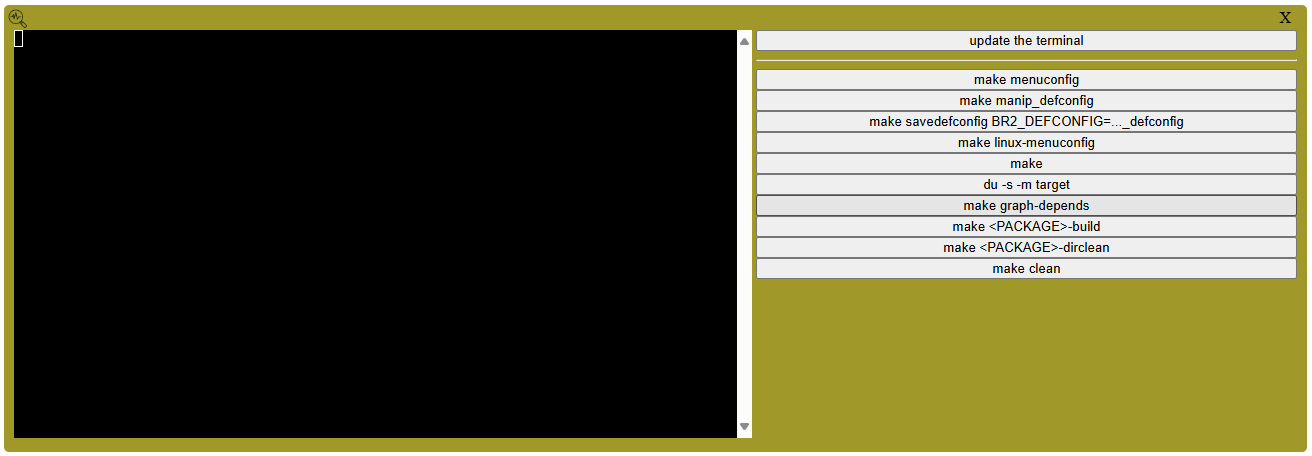 X
update the terminal
make menuconfig
make manip_defconfig
make savedefconfig BR2_DEFCONFIG=..._defconfig
make linux-menuconfig
make
du -s -m target
make graph-depends
make <PACKAGE>-build
make <PACKAGE>-dirclean
make clean